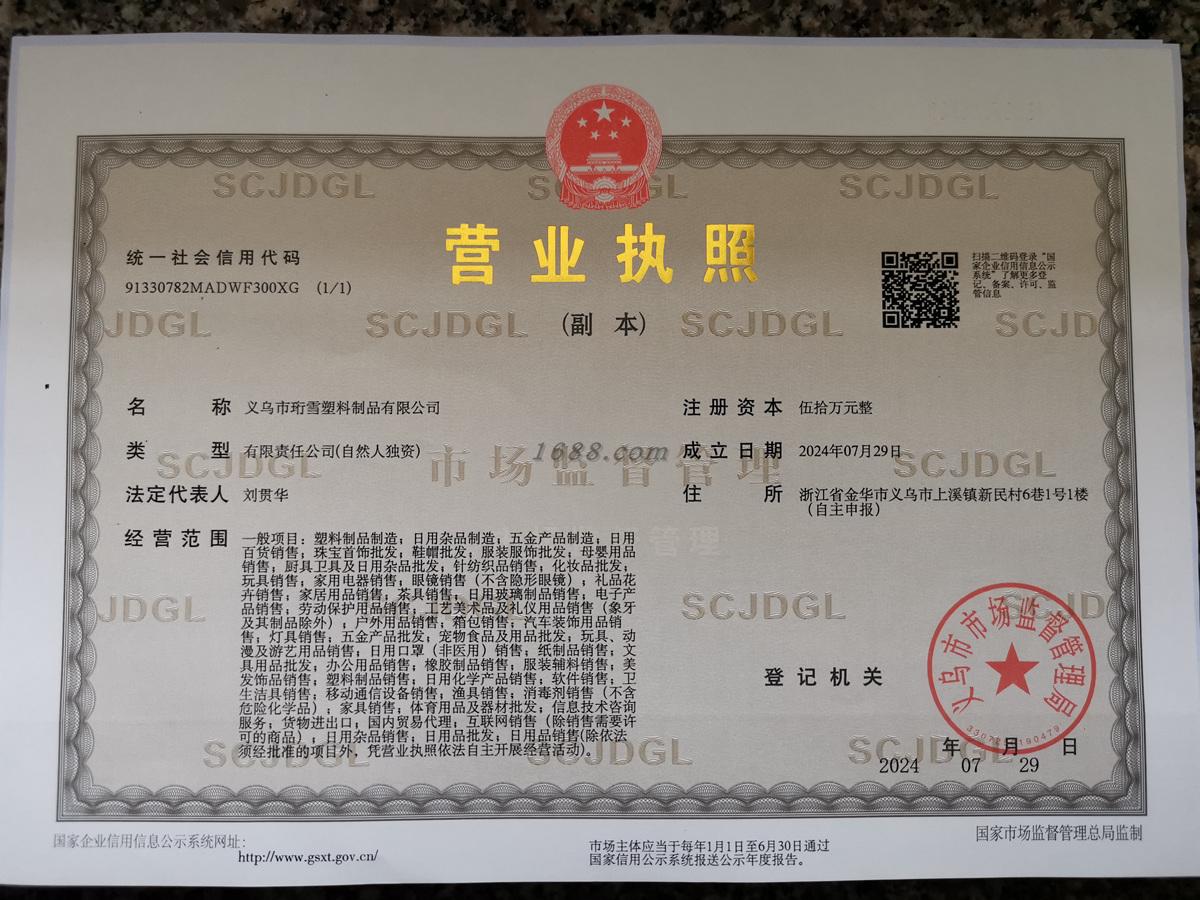 SCJDGL SCJDGL SCJDGL
营业执照
统一社会信用代码
91330782MADWF300XG (1/1)
扫描二维码登录“国
家企业信用信息公示
系统”了解更多登
记、备案、许可、监
管信息
JDGL SCJDGL (副 本) SCJDGL SCJD
名 称 义乌市珩雪塑料制品有限公司
注册资本 伍拾万元整
类 型 有限责任公司(自然人独资)
1688.com
成立日期 2024年07月29日
SCJDGL 市场监督管理 SCJDGL
法定代表人 刘贯华
住 所 浙江省金华市义乌市上溪镇新民村6巷1号1楼
(自主申报)
经营范围 一般项目：塑料制品制造；日用杂品制造；五金产品制造；日用
百货销售；珠宝首饰批发；鞋帽批发；服装服饰批发；母婴用品
销售；厨具卫具及日用杂品批发；针纺织品销售；化妆品批发；
玩具销售；家用电器销售；眼镜销售（不含隐形眼镜）；礼品花
卉销售；家居用品销售；茶具销售；日用玻璃制品销售；电子产
品销售；劳动保护用品销售；工艺美术品及礼仪用品销售（象牙
及其制品除外）；户外用品销售；箱包销售；汽车装饰用品销
售；灯具销售；五金产品批发；宠物食品及用品批发；玩具、动
漫及游艺用品销售；日用口罩（非医用）销售；纸制品销售；文
具用品批发；办公用品销售；橡胶制品销售；服装辅料销售；美
发饰品销售；塑料制品销售；日用化学产品销售；软件销售；卫
生洁具销售；移动通信设备销售；渔具销售；消毒剂销售（不含
危险化学品）；家具销售；体育用品及器材批发；信息技术咨询
服务；货物进出口；国内贸易代理；互联网销售（除销售需要许
可的商品）；日用杂品销售；日用品批发；日用品销售(除依法
须经批准的项目外，凭营业执照依法自主开展经营活动)。
管理
JDGL SCJDGL SCJD
义乌市市场监督管理局
登记机关
年 月 日
2024 07 29
SCJDGL SCJDGL SCJDGL
国家企业信用信息公示系统网址：
http://www.gsxt.gov.cn/
市场主体应当于每年1月1日至6月30日通过
国家信用公示系统报送公示年度报告。
国家市场监督管理总局监制